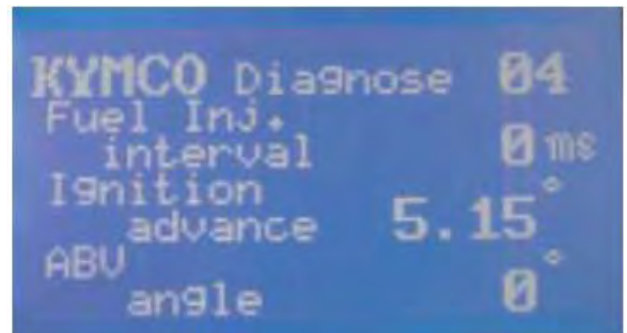 KYMCO Diagnose 04
Fuel Inj.
interval 0 ms
Ignition
advance 5.15°
ABV
angle 0°